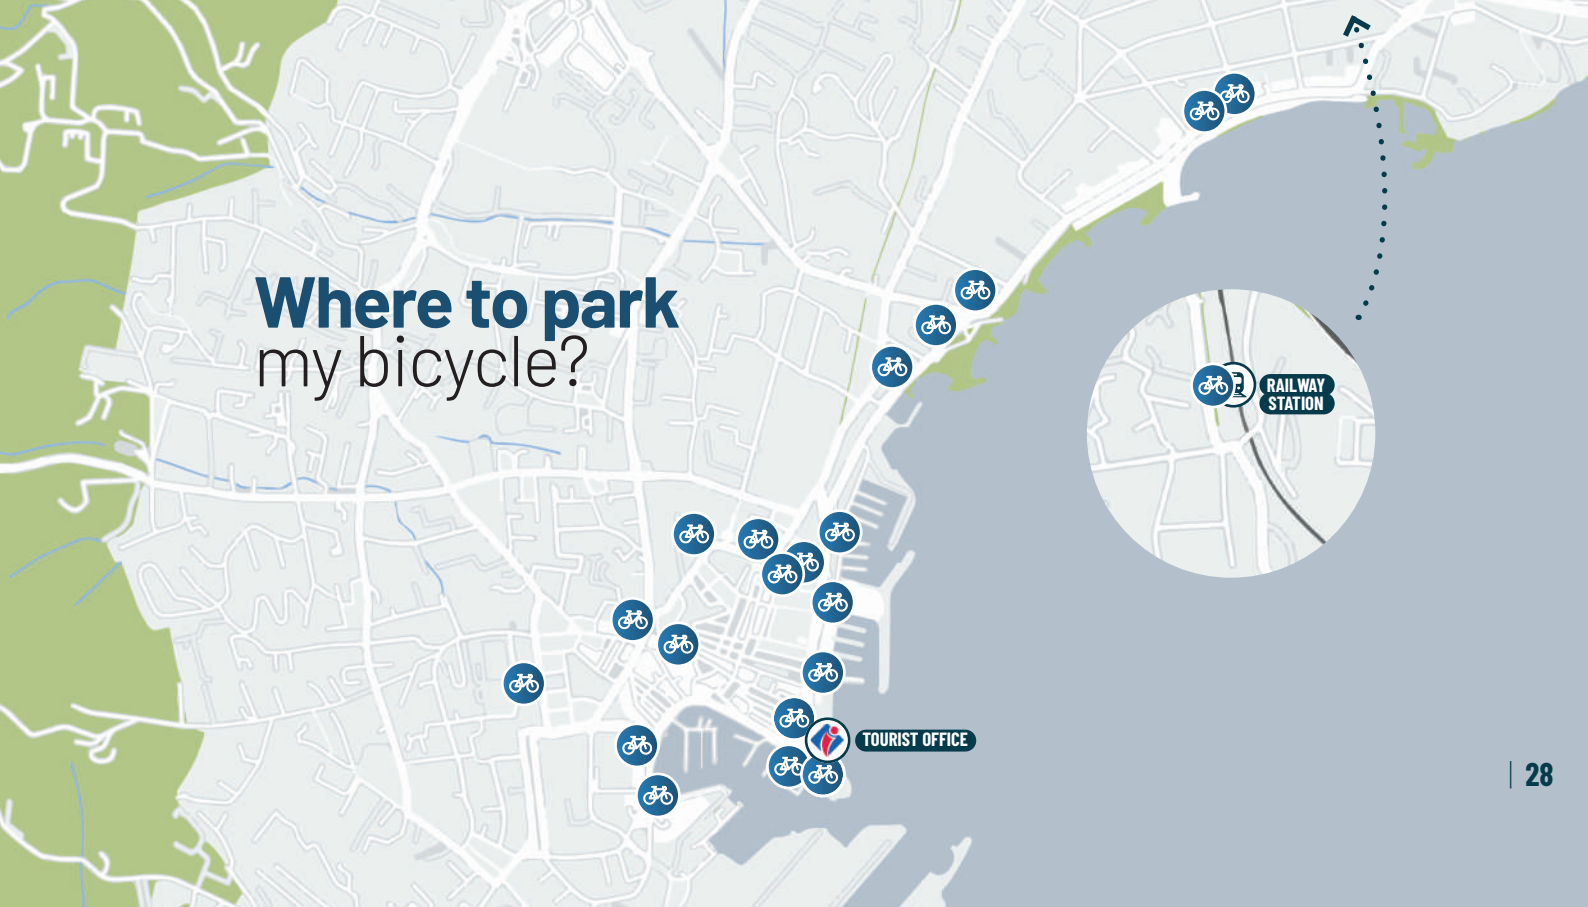 Where to park
my bicycle?
RAILWAY
STATION
TOURIST OFFICE
28